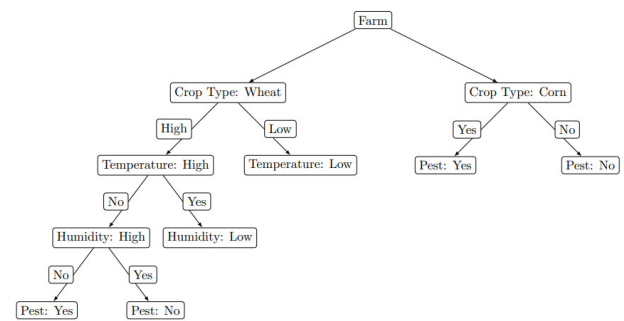 Farm
Crop Type: Wheat
Crop Type: Corn
High
Low
Yes
No
Temperature: High
Temperature: Low
Pest: Yes
Pest: No
No
Yes
Humidity: High
Humidity: Low
No
Yes
Pest: Yes
Pest: No